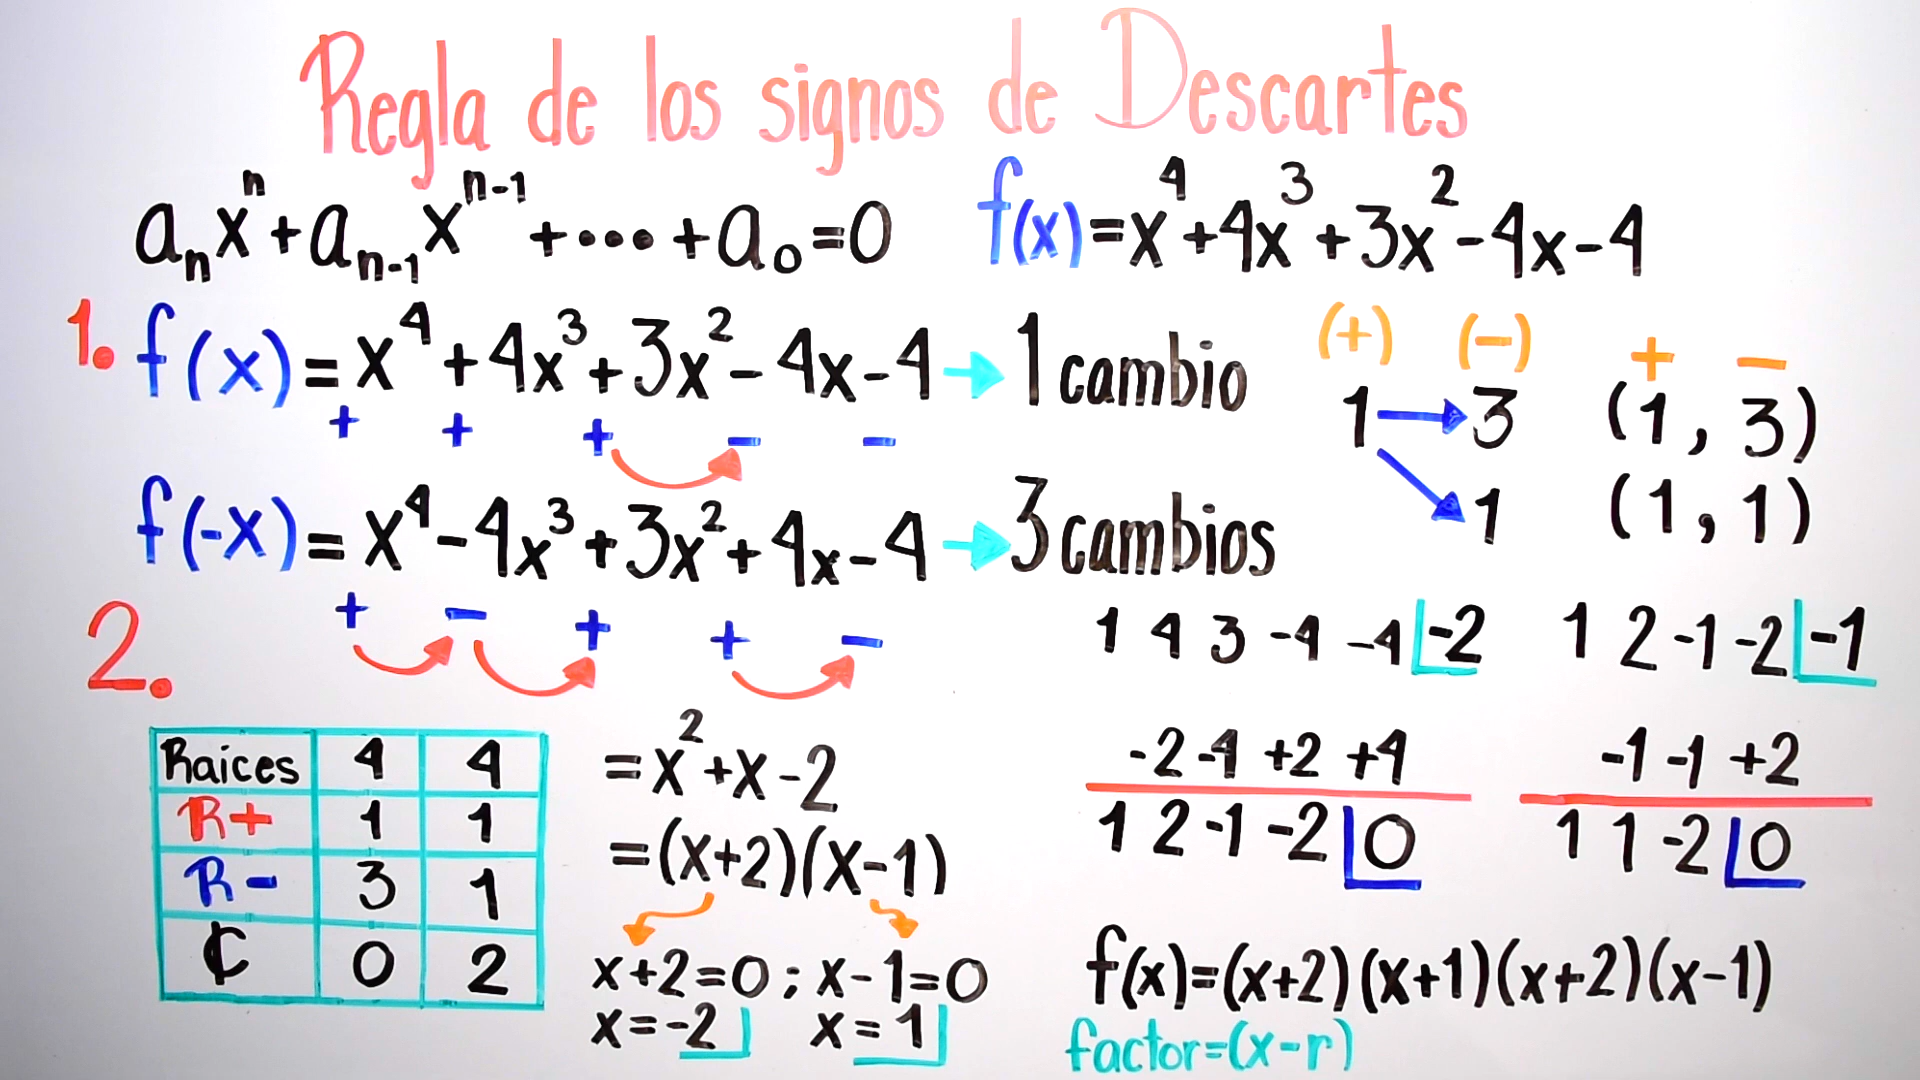 Regla de los signos de Descartes
aₙxⁿ+aₙ₋₁xⁿ⁻¹+•••+a₀=0
f(x)=x⁴+4x³+3x²-4x-4
1. f(x)=x⁴+4x³+3x²-4x-4→1 cambio
+ + + - -
f(-x)=x⁴-4x³+3x²+4x-4→3 cambios
+ - + + -
(+) (-)
1→3
1
+ -
(1, 3)
(1, 1)
2.
Raices 4 4
R+ 1 1
R- 3 1
ℂ 0 2
=x²+x-2
=(x+2)(x-1)
x+2=0; x-1=0
x=-2 x=1
1 4 3 -4 -4 -2
-2 -4 +2 +4
1 2 -1 -2 0
1 2 -1 -2 -1
-1 -1 +2
1 1 -2 0
f(x)=(x+2)(x+1)(x+2)(x-1)
factor=(x-r)